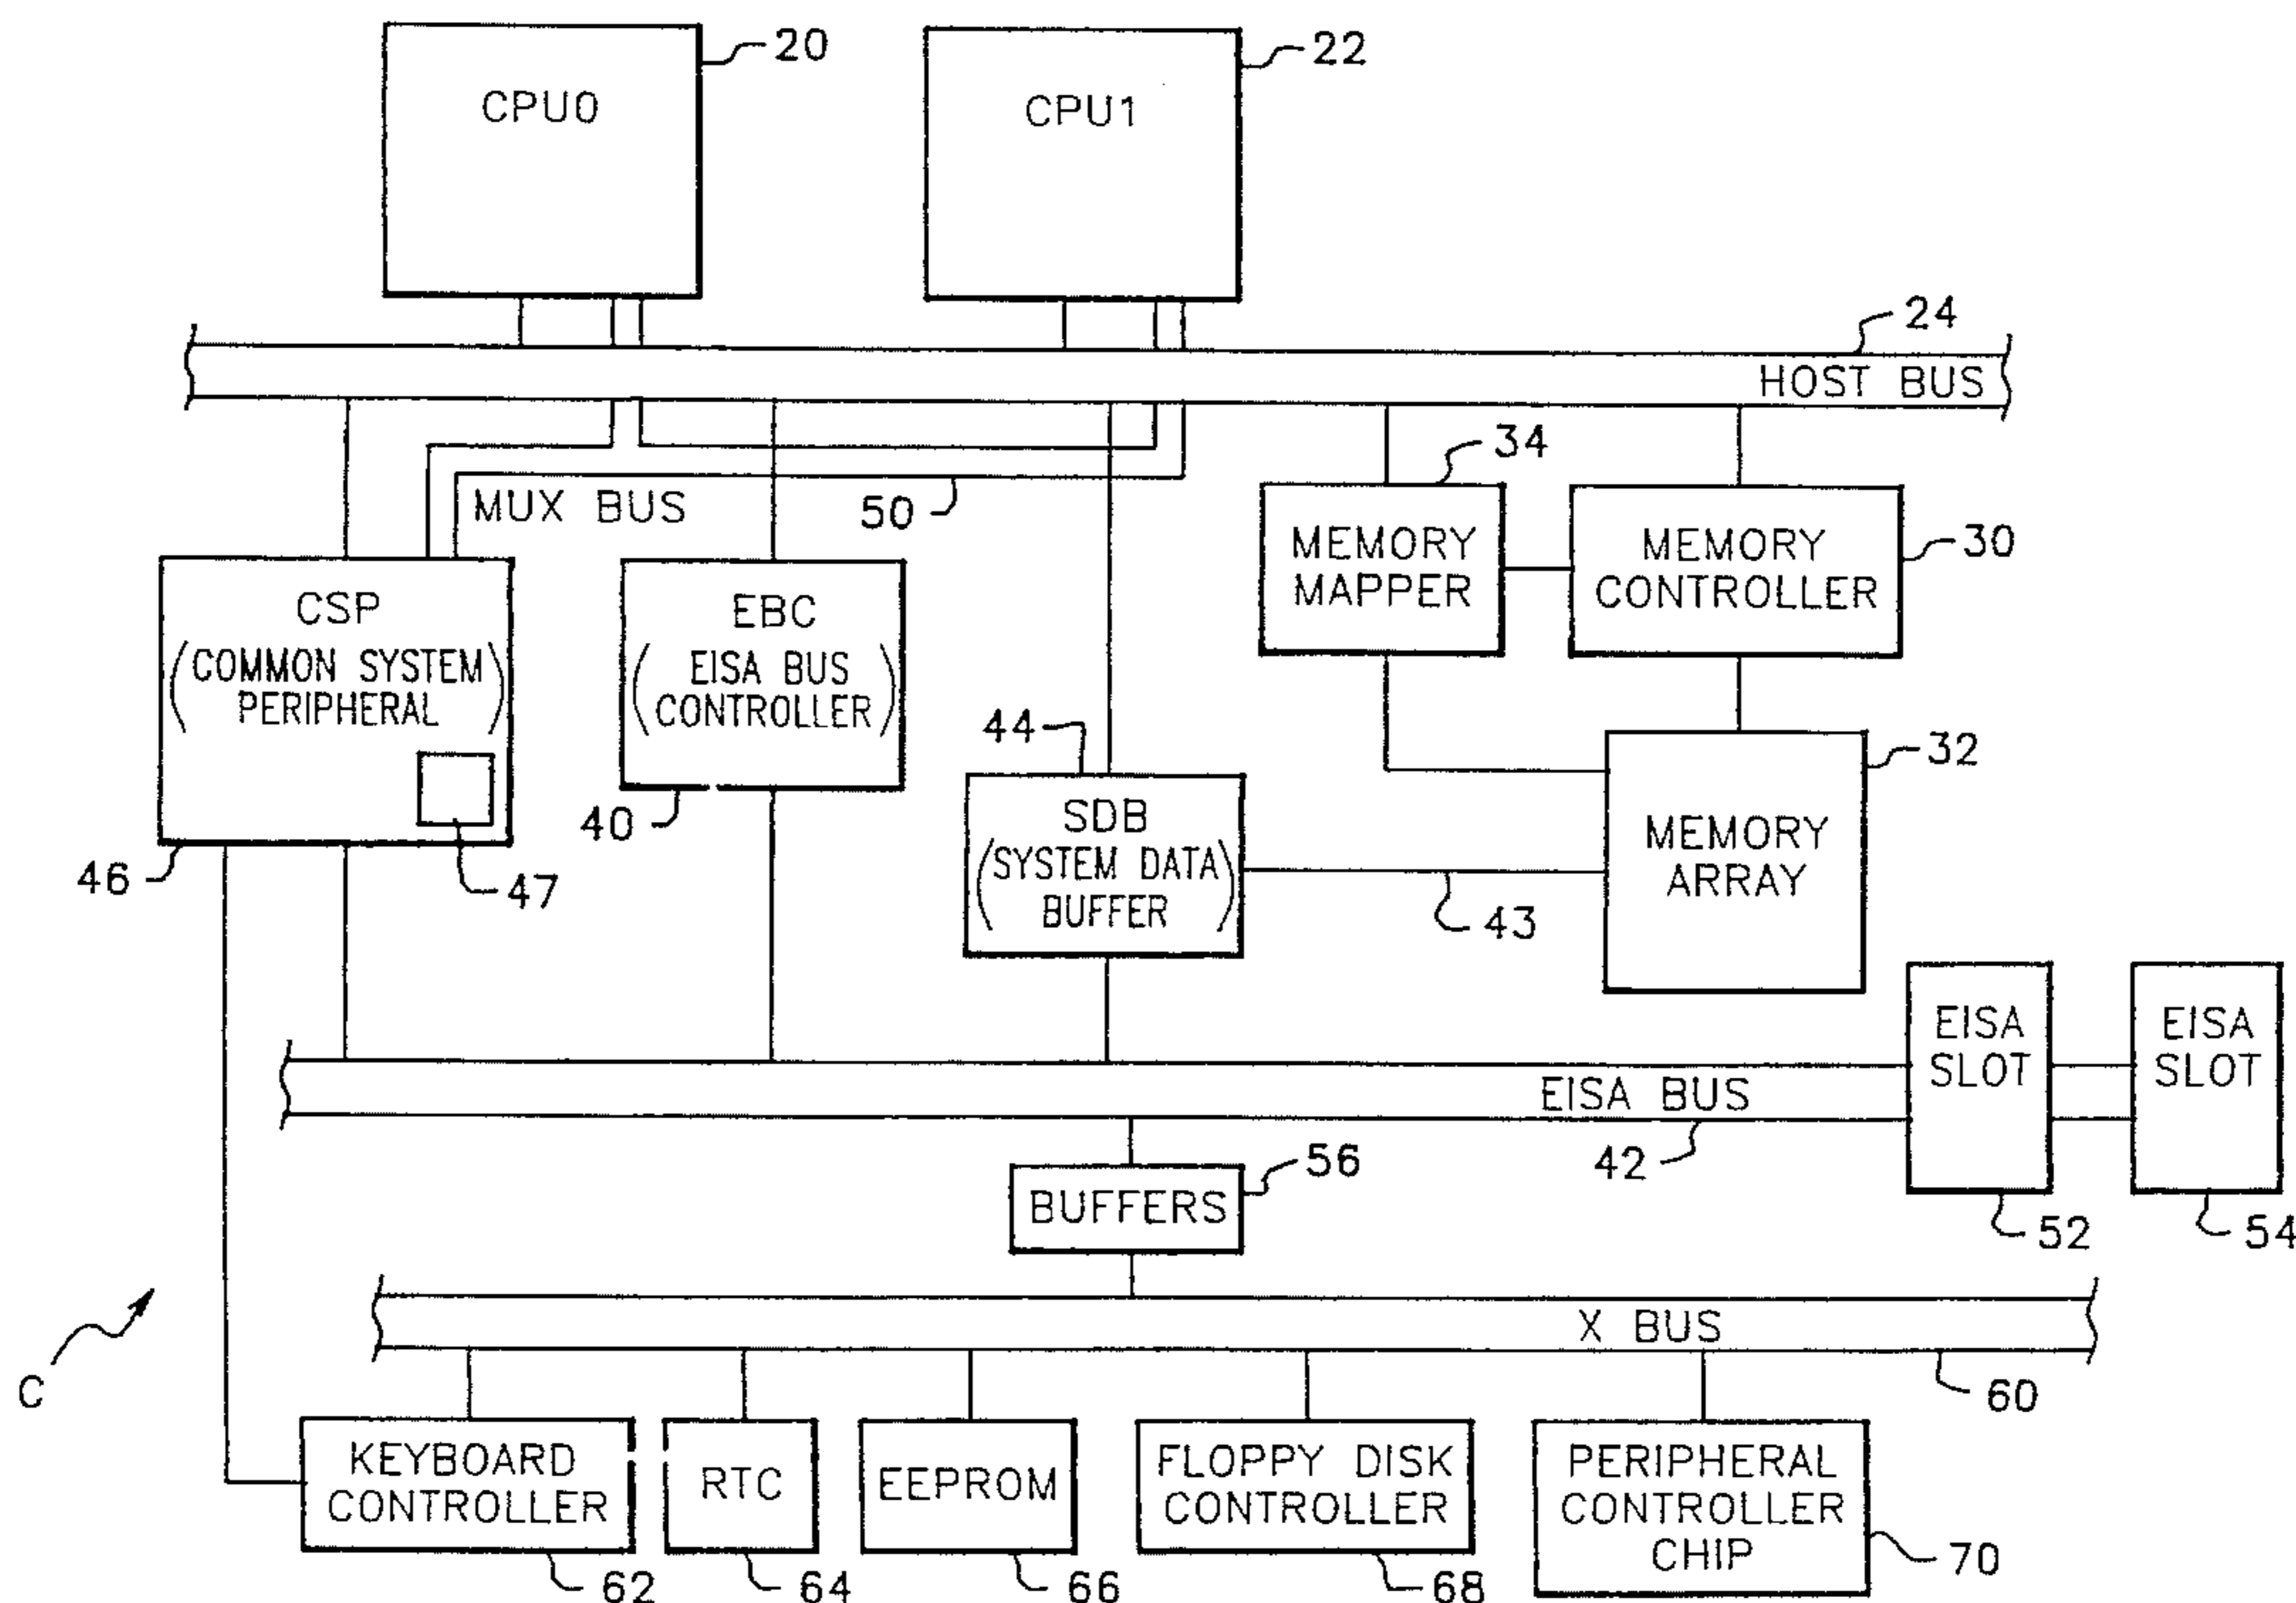 20
22
CPU0
CPU1
24
HOST BUS
34
MUX BUS
50
MEMORY
MAPPER
MEMORY
CONTROLLER
30
CSP
(COMMON SYSTEM
PERIPHERAL)
EBC
(EISA BUS
CONTROLLER)
44
32
40
SDB
(SYSTEM DATA
BUFFER)
MEMORY
ARRAY
46
47
43
EISA
SLOT
EISA
SLOT
EISA BUS
42
56
BUFFERS
52
54
X BUS
C
60
KEYBOARD
CONTROLLER
RTC
EEPROM
FLOPPY DISK
CONTROLLER
PERIPHERAL
CONTROLLER
CHIP
62
64
66
68
70